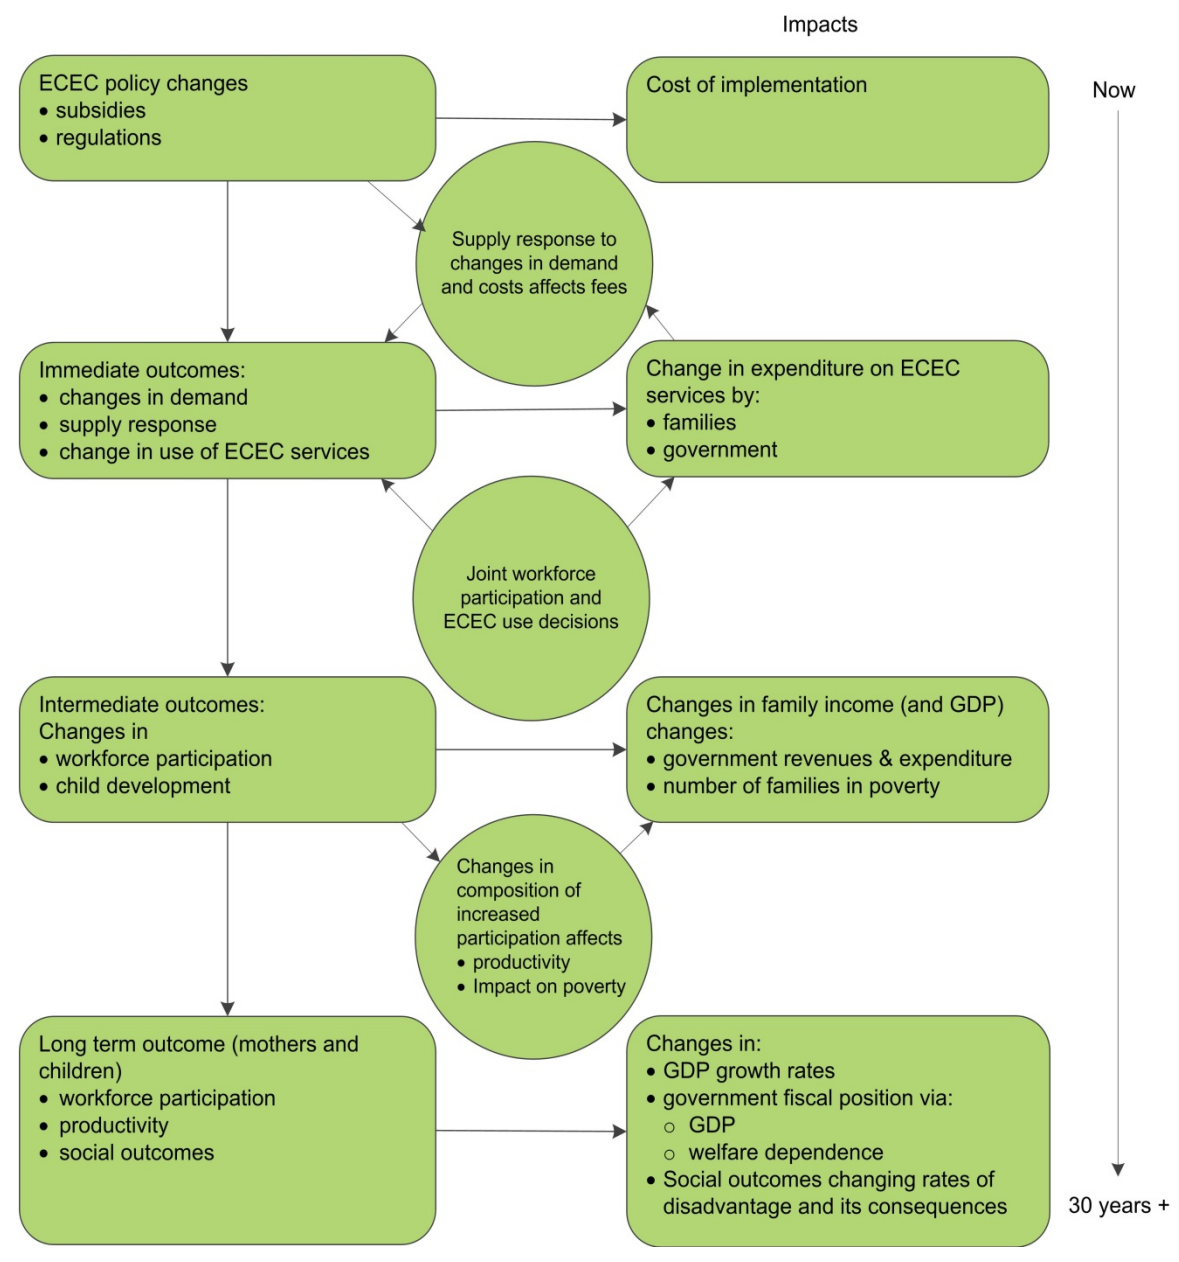 Impacts
ECEC policy changes
• subsidies
• regulations
Cost of implementation
Now
Supply response to
changes in demand
and costs affects fees
Immediate outcomes:
• changes in demand
• supply response
• change in use of ECEC services
Change in expenditure on ECEC
services by:
• families
• government
Joint workforce
participation and
ECEC use decisions
Intermediate outcomes:
Changes in
• workforce participation
• child development
Changes in family income (and GDP)
changes:
• government revenues & expenditure
• number of families in poverty
Changes in
composition of
increased
participation affects
• productivity
• Impact on poverty
Long term outcome (mothers and
children)
• workforce participation
• productivity
• social outcomes
Changes in:
• GDP growth rates
• government fiscal position via:
o GDP
o welfare dependence
• Social outcomes changing rates of
disadvantage and its consequences
30 years +